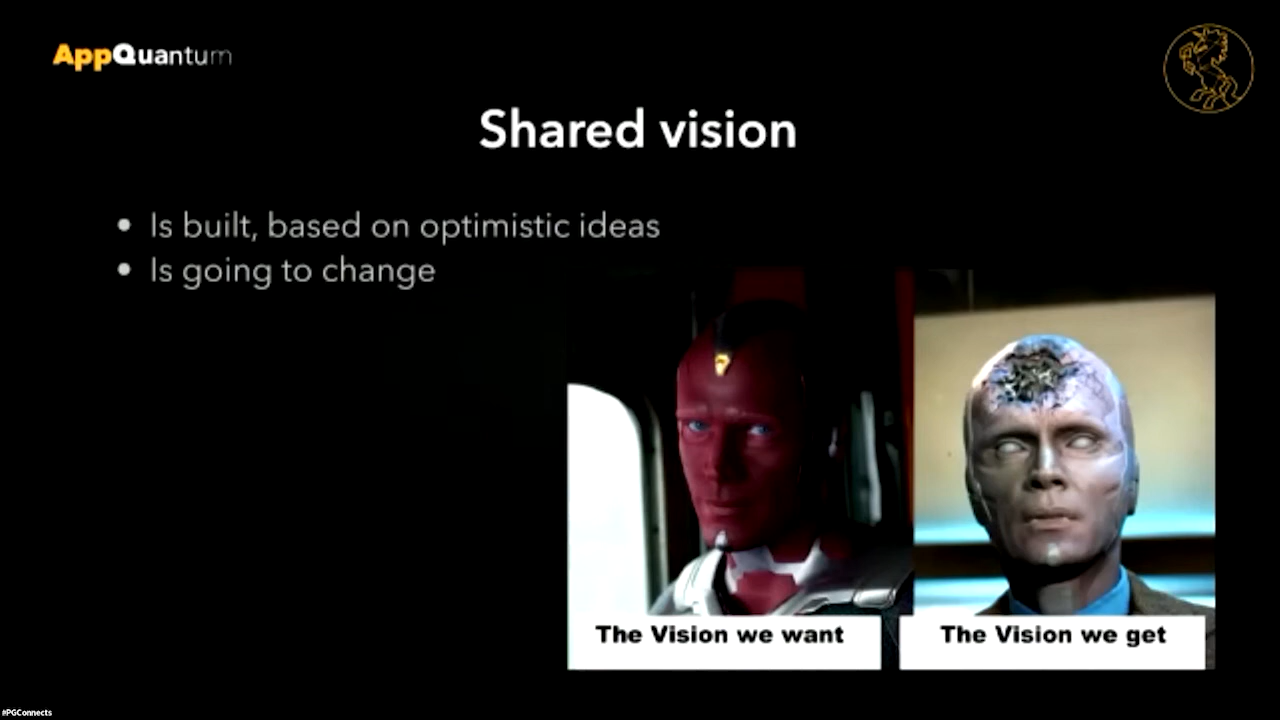 AppQuantum
Shared vision
• Is built, based on optimistic ideas
• Is going to change
The Vision we want
The Vision we get
#PGConnects